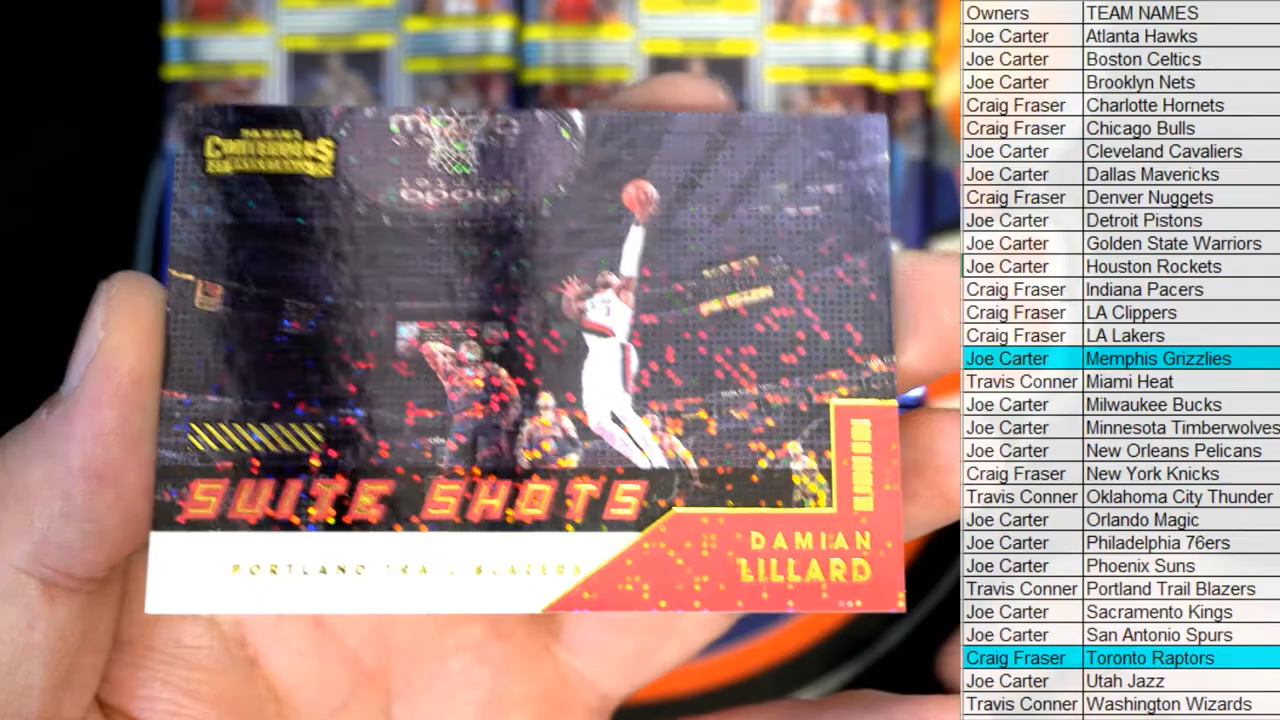 PANINI
CONTENDERS
moda
center
SUITE SHOTS
PORTLAND TRAIL BLAZERS
DAMIAN
LILLARD
Owners TEAM NAMES
Joe Carter Atlanta Hawks
Joe Carter Boston Celtics
Joe Carter Brooklyn Nets
Craig Fraser Charlotte Hornets
Craig Fraser Chicago Bulls
Joe Carter Cleveland Cavaliers
Joe Carter Dallas Mavericks
Craig Fraser Denver Nuggets
Joe Carter Detroit Pistons
Joe Carter Golden State Warriors
Joe Carter Houston Rockets
Craig Fraser Indiana Pacers
Craig Fraser LA Clippers
Craig Fraser LA Lakers
Joe Carter Memphis Grizzlies
Travis Conner Miami Heat
Joe Carter Milwaukee Bucks
Joe Carter Minnesota Timberwolves
Joe Carter New Orleans Pelicans
Craig Fraser New York Knicks
Travis Conner Oklahoma City Thunder
Joe Carter Orlando Magic
Joe Carter Philadelphia 76ers
Joe Carter Phoenix Suns
Travis Conner Portland Trail Blazers
Joe Carter Sacramento Kings
Joe Carter San Antonio Spurs
Craig Fraser Toronto Raptors
Joe Carter Utah Jazz
Travis Conner Washington Wizards